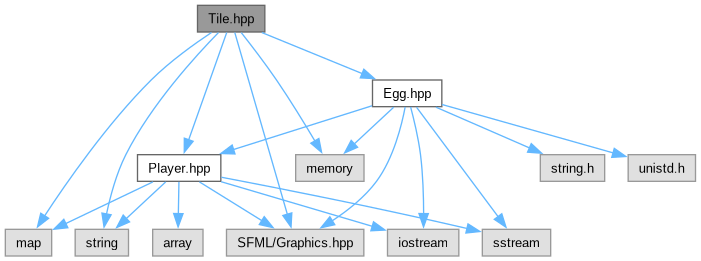 Tile.hpp
Egg.hpp
Player.hpp
memory
string.h
unistd.h
map
string
array
SFML/Graphics.hpp
iostream
sstream